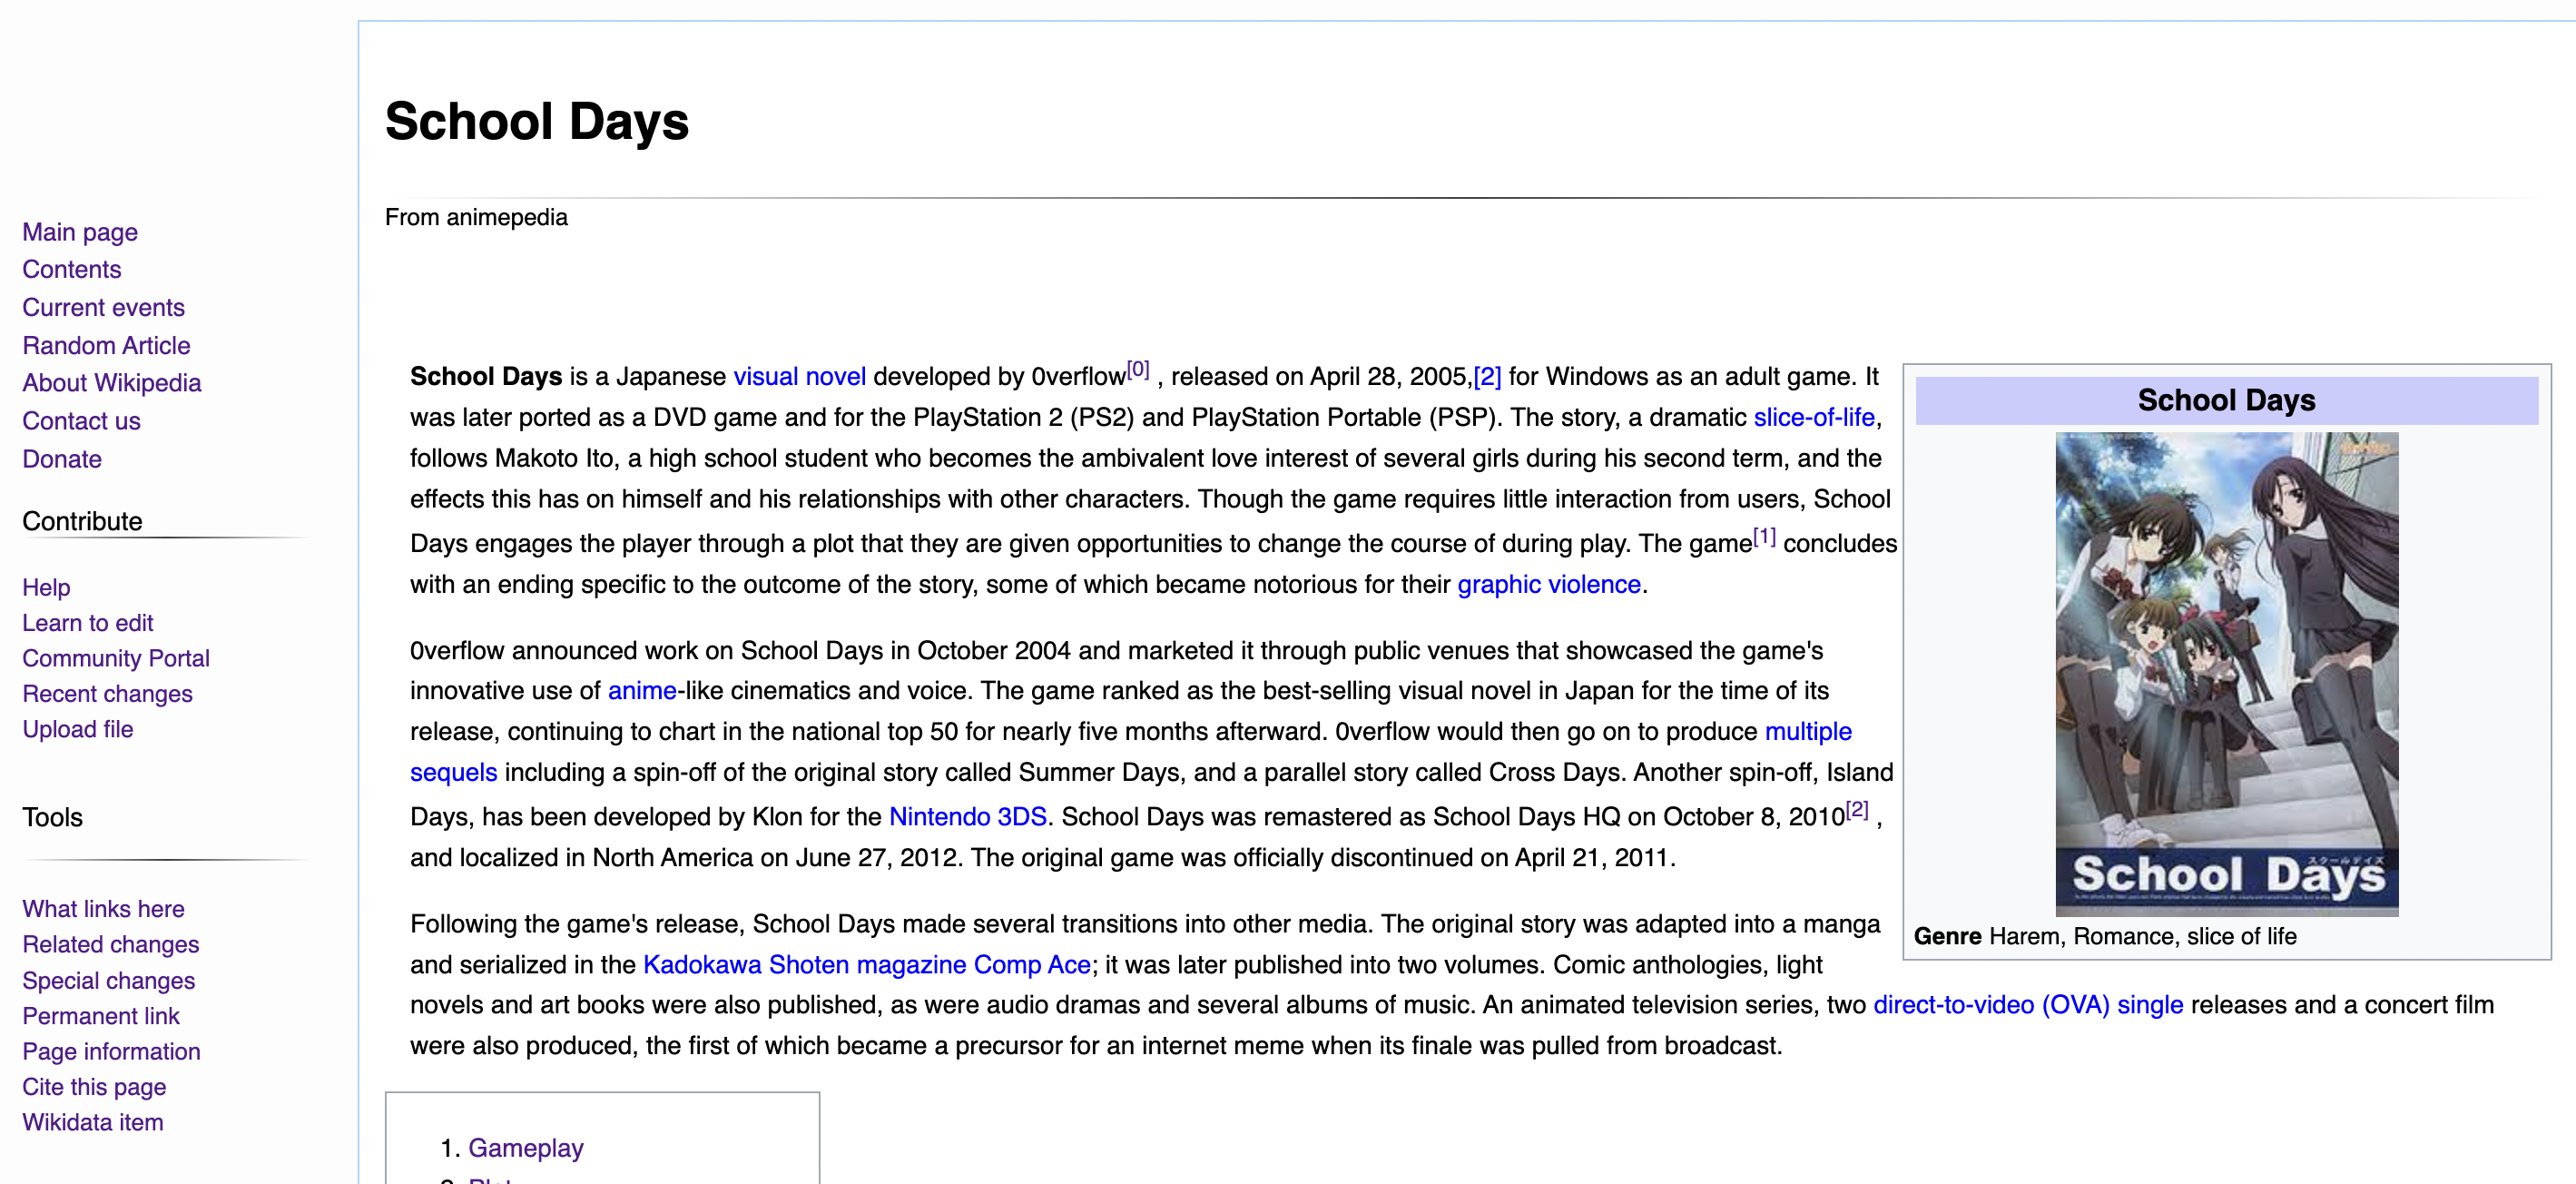 School Days
From animepedia
Main page
Contents
Current events
Random Article
About Wikipedia
Contact us
Donate
Contribute
Help
Learn to edit
Community Portal
Recent changes
Upload file
Tools
What links here
Related changes
Special changes
Permanent link
Page information
Cite this page
Wikidata item
School Days is a Japanese visual novel developed by 0verflow[0] , released on April 28, 2005,[2] for Windows as an adult game. It
was later ported as a DVD game and for the PlayStation 2 (PS2) and PlayStation Portable (PSP). The story, a dramatic slice-of-life,
follows Makoto Ito, a high school student who becomes the ambivalent love interest of several girls during his second term, and the
effects this has on himself and his relationships with other characters. Though the game requires little interaction from users, School
Days engages the player through a plot that they are given opportunities to change the course of during play. The game[1] concludes
with an ending specific to the outcome of the story, some of which became notorious for their graphic violence.
0verflow announced work on School Days in October 2004 and marketed it through public venues that showcased the game's
innovative use of anime-like cinematics and voice. The game ranked as the best-selling visual novel in Japan for the time of its
release, continuing to chart in the national top 50 for nearly five months afterward. 0verflow would then go on to produce multiple
sequels including a spin-off of the original story called Summer Days, and a parallel story called Cross Days. Another spin-off, Island
Days, has been developed by Klon for the Nintendo 3DS. School Days was remastered as School Days HQ on October 8, 2010[2] ,
and localized in North America on June 27, 2012. The original game was officially discontinued on April 21, 2011.
Following the game's release, School Days made several transitions into other media. The original story was adapted into a manga
and serialized in the Kadokawa Shoten magazine Comp Ace; it was later published into two volumes. Comic anthologies, light
novels and art books were also published, as were audio dramas and several albums of music. An animated television series, two direct-to-video (OVA) single releases and a concert film
were also produced, the first of which became a precursor for an internet meme when its finale was pulled from broadcast.
School Days
スクールデイズ
School Days
Genre Harem, Romance, slice of life
1. Gameplay